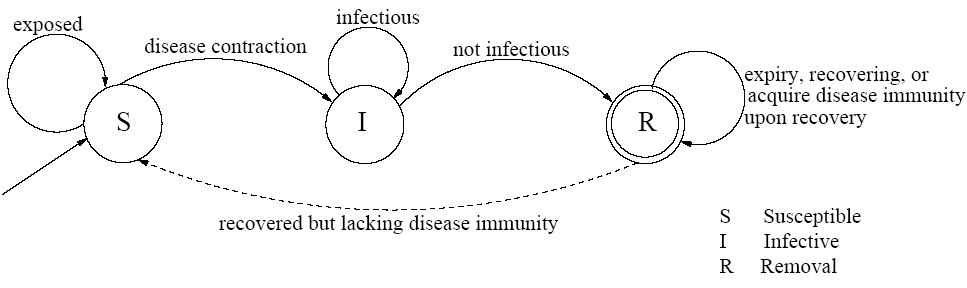 exposed
disease contraction
infectious
not infectious
expiry, recovering, or
acquire disease immunity
upon recovery
S
I
R
recovered but lacking disease immunity
S Susceptible
I Infective
R Removal